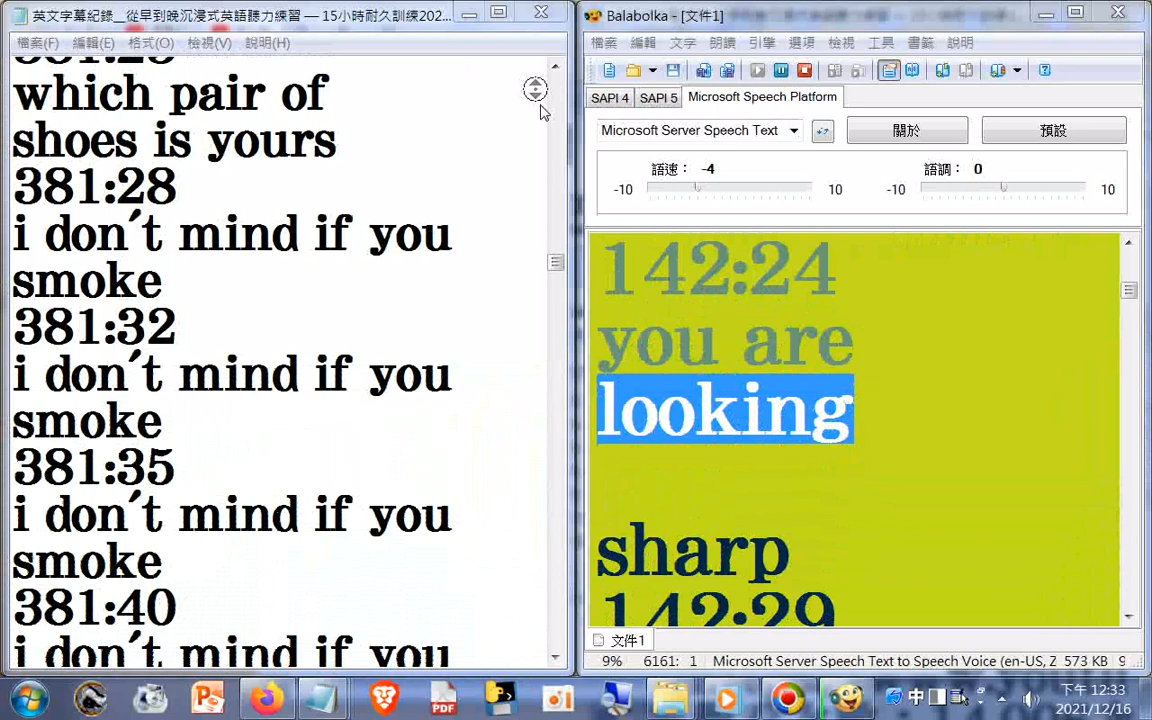 英文字幕紀錄__從早到晚沉浸式英語聽力練習 — 15小時耐久訓練202...
檔案(F) 編輯(E) 格式(O) 檢視(V) 說明(H)
which pair of
shoes is yours
381:28
i don't mind if you
smoke
381:32
i don't mind if you
smoke
381:35
i don't mind if you
smoke
381:40
i don't mind if you
Balabolka - [文件1]
檔案 編輯 文字 朗讀 引擎 選項 檢視 工具 書籤 說明
SAPI 4 SAPI 5 Microsoft Speech Platform
Microsoft Server Speech Text 關於 預設
語速： -4 語調： 0
-10 10 -10 10
142:24
you are
looking
sharp
142:29
文件1
9% 6161: 1 Microsoft Server Speech Text to Speech Voice (en-US, Z 573 KB 9
PDF 中 下午 12:33
2021/12/16